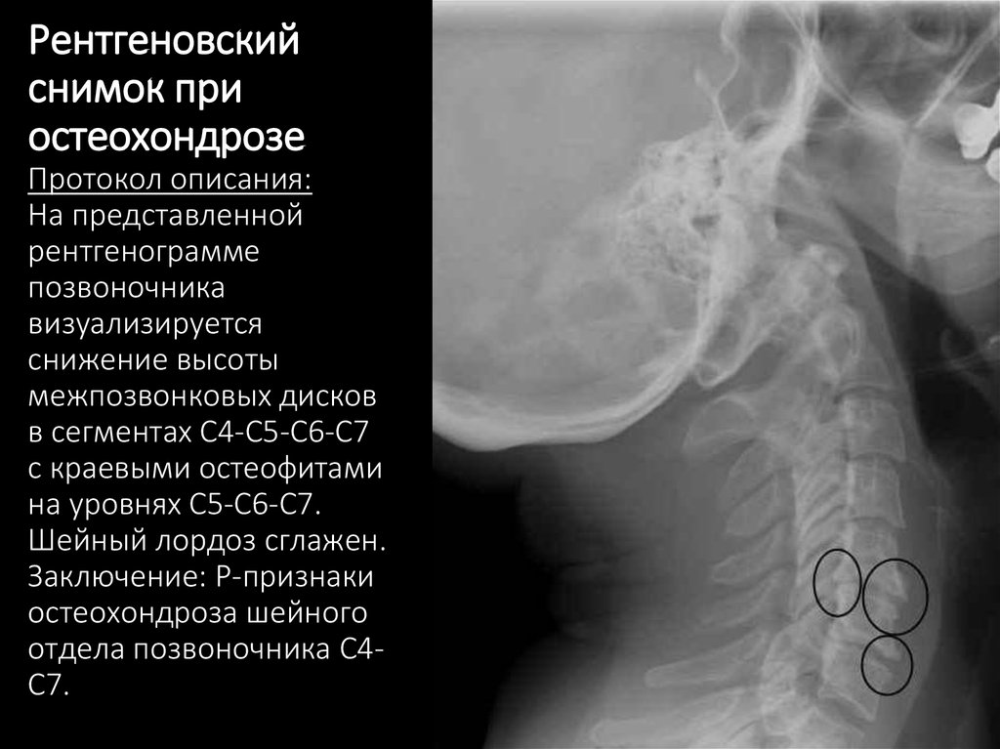 Рентгеновский
снимок при
остеохондрозе
Протокол описания:
На представленной
рентгенограмме
позвоночника
визуализируется
снижение высоты
межпозвонковых дисков
в сегментах С4-С5-С6-С7
с краевыми остеофитами
на уровнях С5-С6-С7.
Шейный лордоз сглажен.
Заключение: Р-признаки
остеохондроза шейного
отдела позвоночника С4-
С7.